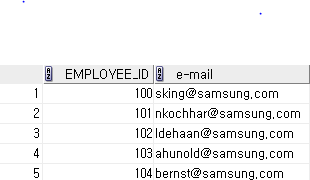 EMPLOYEE_ID e-mail
1 100 sking@samsung.com
2 101 nkochhar@samsung.com
3 102 ldehaan@samsung.com
4 103 ahunold@samsung.com
5 104 bernst@samsung.com